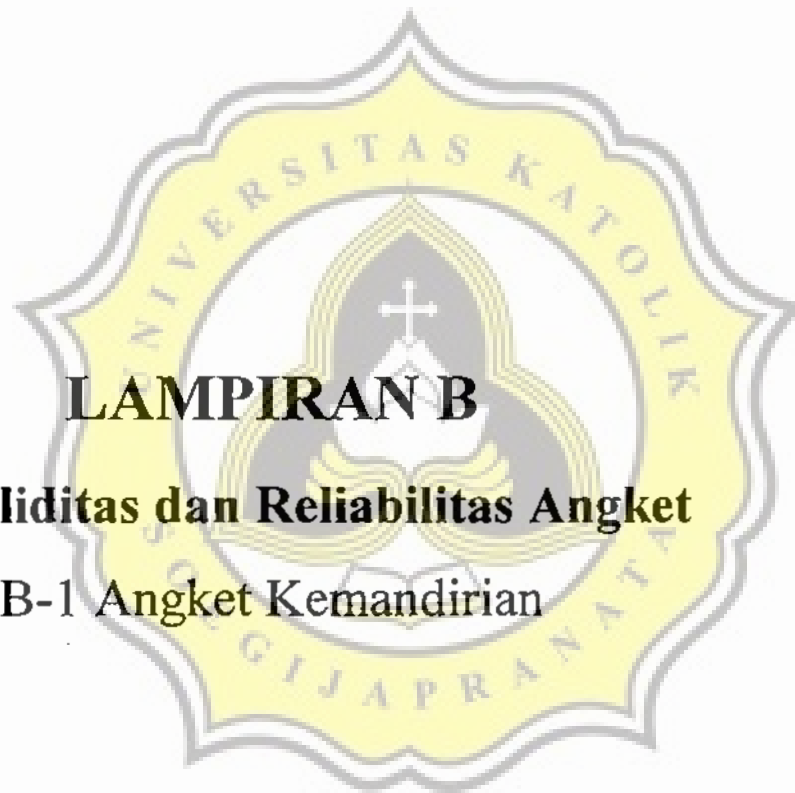 UNIVERSITAS KATOLIK
LAMPIRAN B
liditas dan Reliabilitas Angket
B-1 Angket Kemandirian
SOEGIJAPRANATA